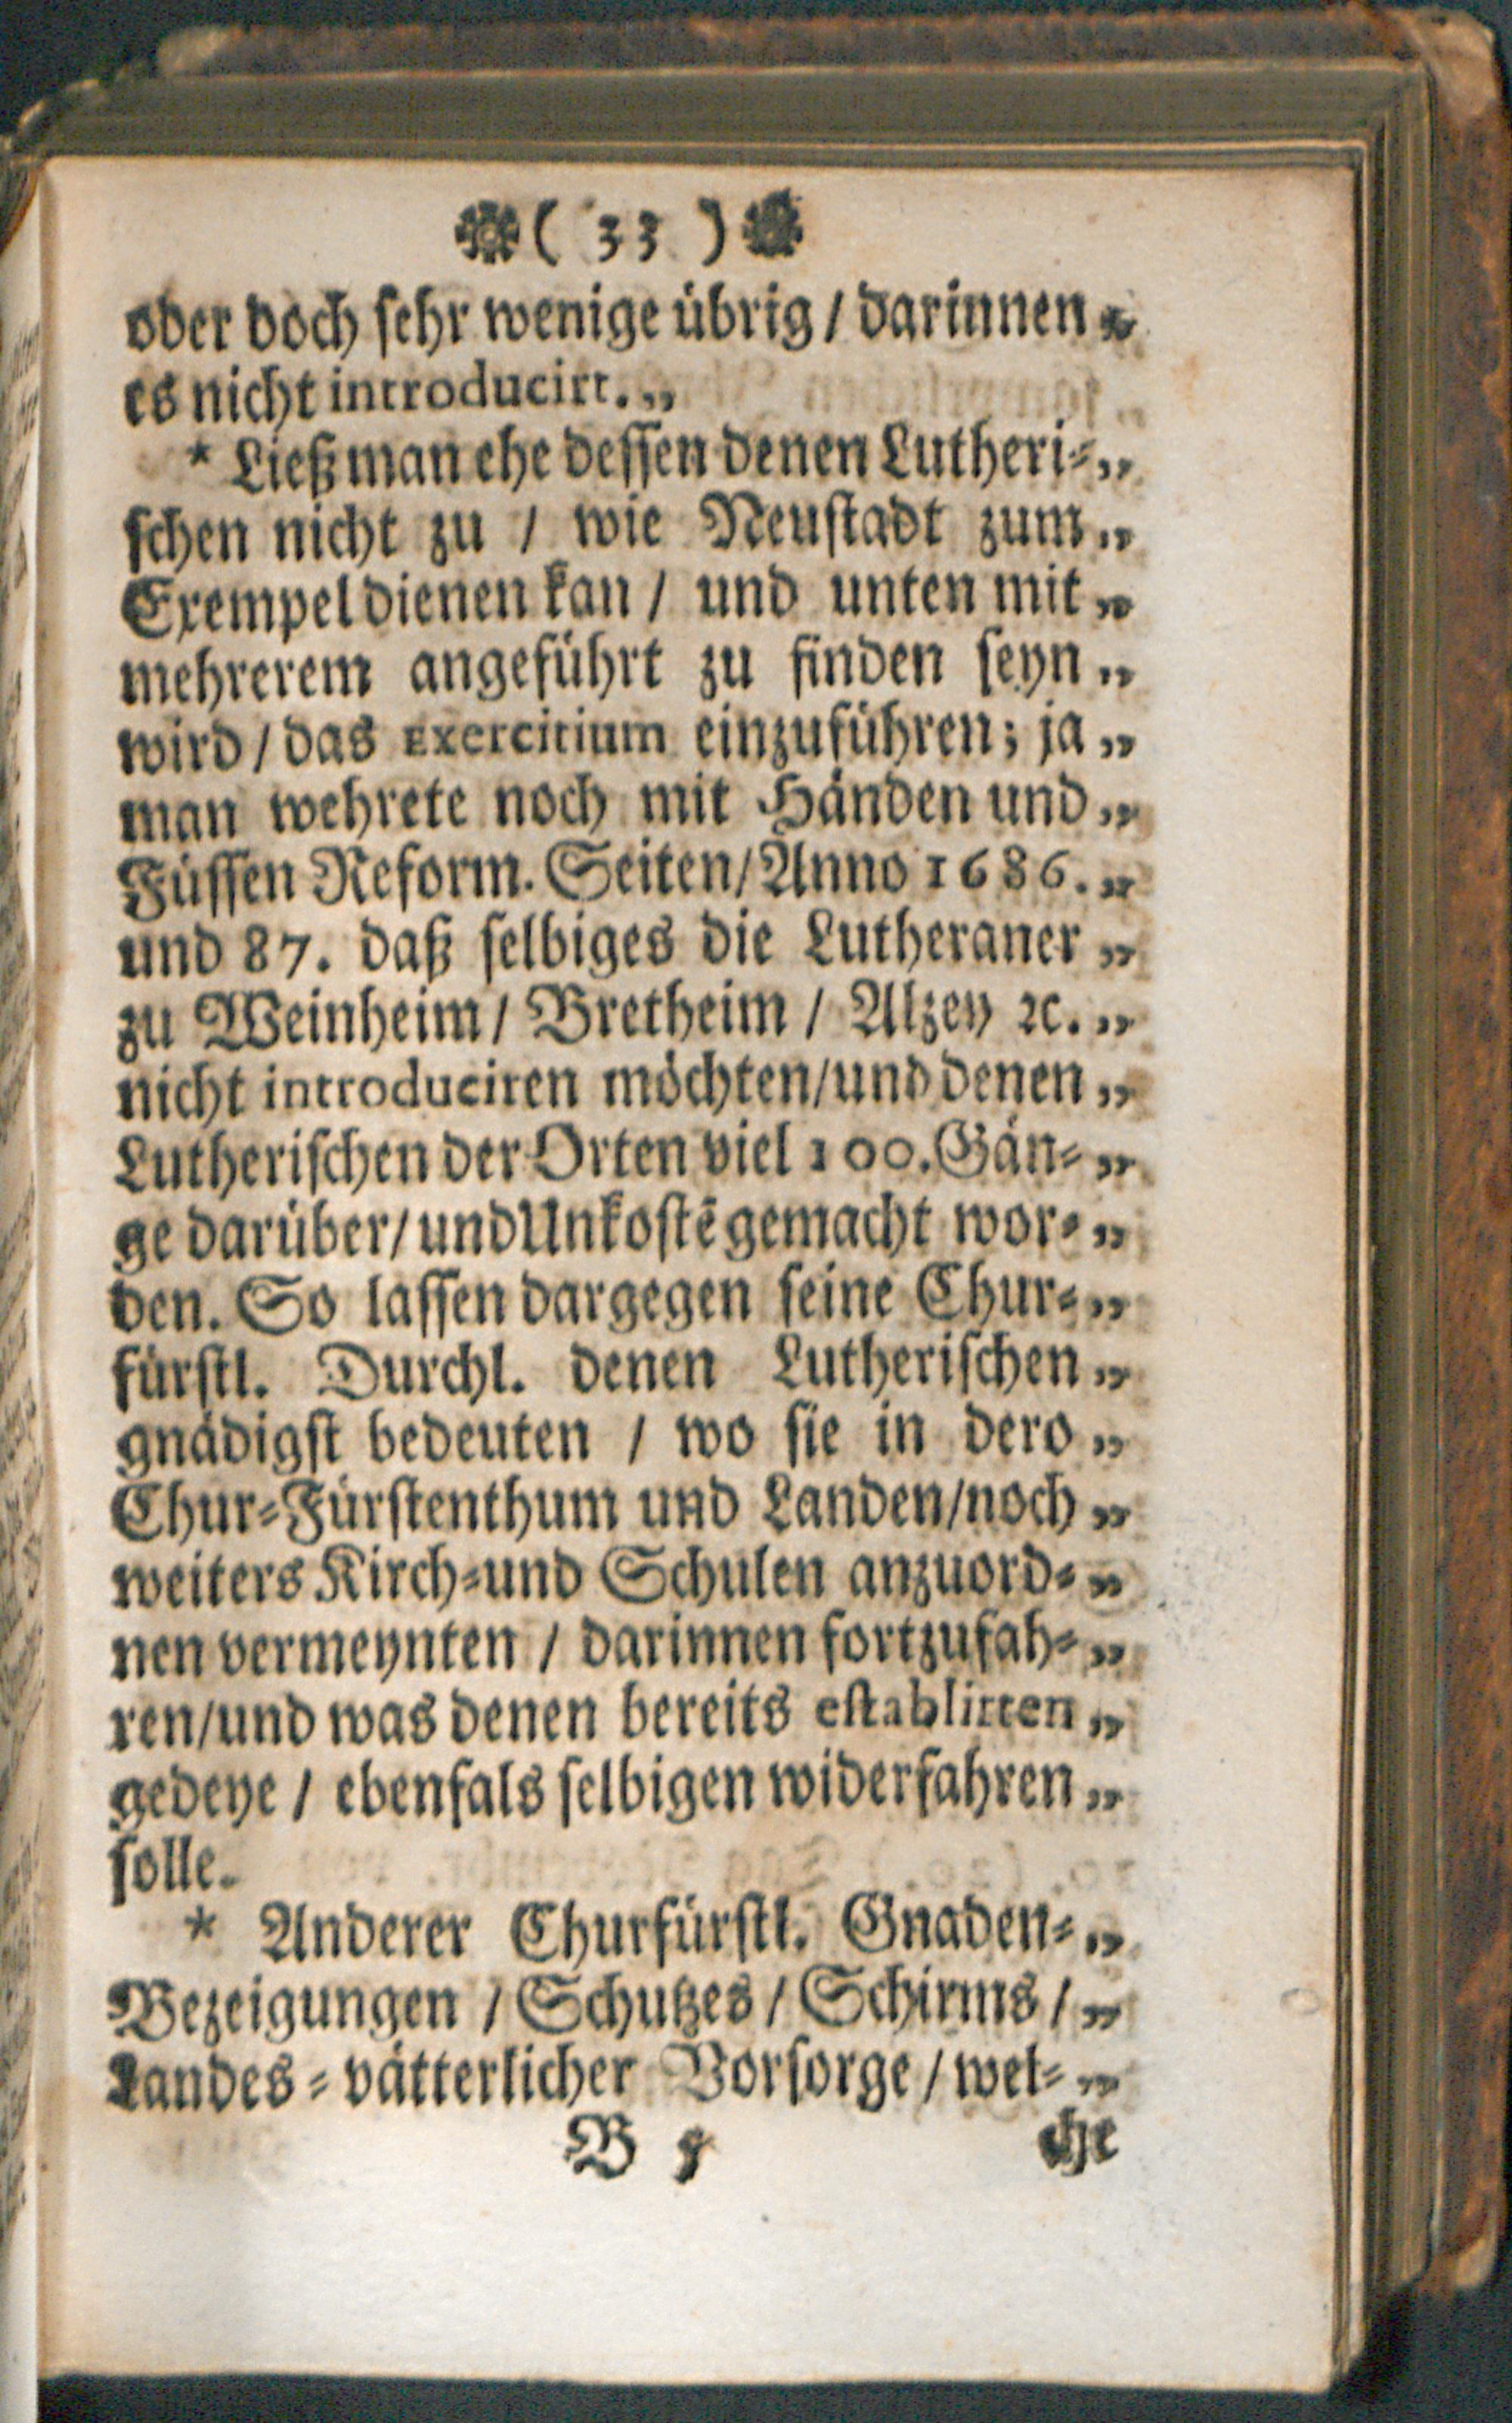 ( 33 )
oder doch sehr wenige übrig / darinnen „
es nicht introducirt. „
* Ließ man ehe dessen denen Lutheri- „
schen nicht zu / wie Neustadt zum „
Exempel dienen kan / und unten mit „
mehrerem angeführt zu finden seyn „
wird / das Exercitium einzuführen; ja „
man wehrete noch mit Händen und „
Füssen Reform. Seiten / Anno 1686. „
und 87. daß selbiges die Lutheraner „
zu Weinheim / Bretheim / Alzey ꝛc. „
nicht introduciren möchten / und denen „
Lutherischen der Orten viel 100. Gän- „
ge darüber / und Unkostē gemacht wor- „
den. So lassen dargegen seine Chur- „
fürstl. Durchl. denen Lutherischen „
gnädigst bedeuten / wo sie in dero „
Chur-Fürstenthum und Landen / noch „
weiters Kirch- und Schulen anzuord- „
nen vermeynten / darinnen fortzufah- „
ren / und was denen bereits establirten „
gedeye / ebenfals selbigen widerfahren „
solle.
* Anderer Churfürstl. Gnaden- „
Bezeigungen / Schutzes / Schirms / „
Landes-vätterlicher Vorsorge / wel- „
B 5 che